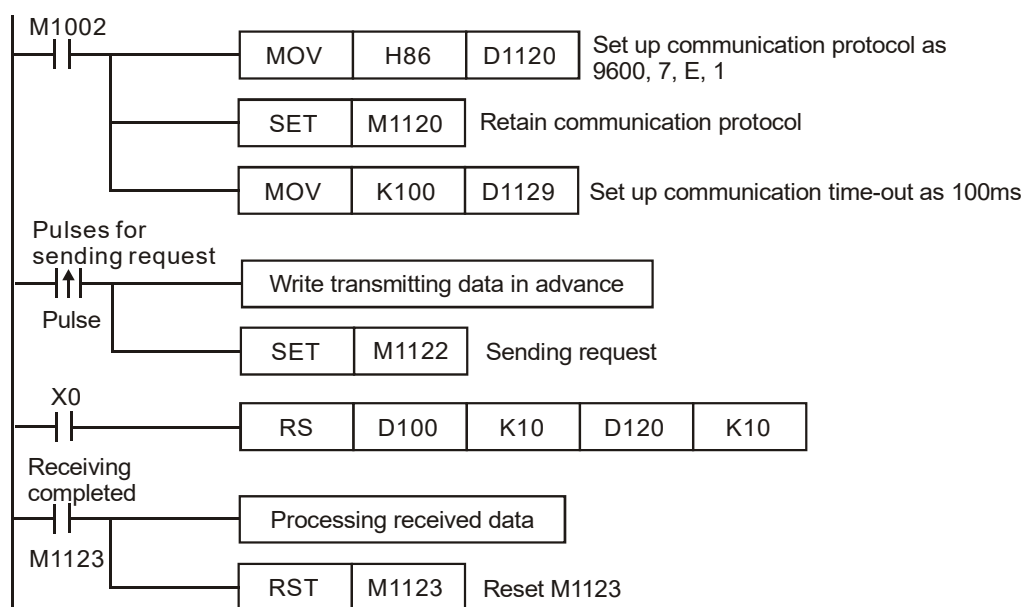 M1002
MOV H86 D1120 Set up communication protocol as
9600, 7, E, 1
SET M1120 Retain communication protocol
MOV K100 D1129 Set up communication time-out as 100ms
Pulses for
sending request
Write transmitting data in advance
Pulse
SET M1122 Sending request
X0
RS D100 K10 D120 K10
Receiving
completed
Processing received data
M1123
RST M1123 Reset M1123